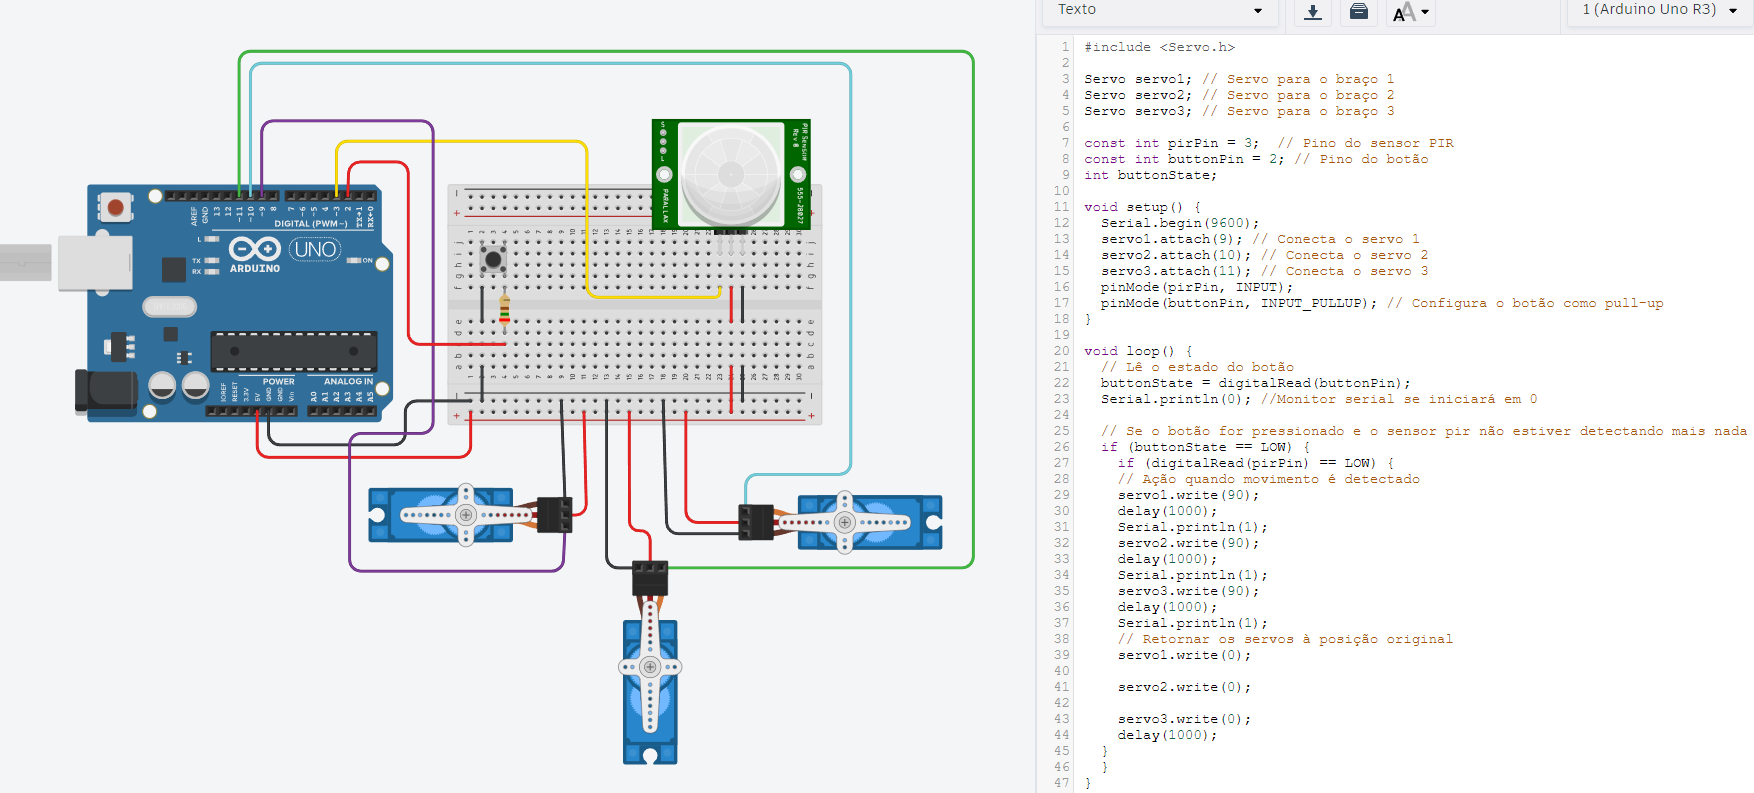 Texto
1 (Arduino Uno R3)
1 #include <Servo.h>
2
3 Servo servo1; // Servo para o braço 1
4 Servo servo2; // Servo para o braço 2
5 Servo servo3; // Servo para o braço 3
6
7 const int pirPin = 3;  // Pino do sensor PIR
8 const int buttonPin = 2; // Pino do botão
9 int buttonState;
10
11 void setup() {
12   Serial.begin(9600);
13   servo1.attach(9); // Conecta o servo 1
14   servo2.attach(10); // Conecta o servo 2
15   servo3.attach(11); // Conecta o servo 3
16   pinMode(pirPin, INPUT);
17   pinMode(buttonPin, INPUT_PULLUP); // Configura o botão como pull-up
18 }
19
20 void loop() {
21   // Lê o estado do botão
22   buttonState = digitalRead(buttonPin);
23   Serial.println(0); //Monitor serial se iniciará em 0
24
25   // Se o botão for pressionado e o sensor pir não estiver detectando mais nada
26   if (buttonState == LOW) {
27     if (digitalRead(pirPin) == LOW) {
28     // Ação quando movimento é detectado
29     servo1.write(90);
30     delay(1000);
31     Serial.println(1);
32     servo2.write(90);
33     delay(1000);
34     Serial.println(1);
35     servo3.write(90);
36     delay(1000);
37     Serial.println(1);
38     // Retornar os servos à posição original
39     servo1.write(0);
40
41     servo2.write(0);
42
43     servo3.write(0);
44     delay(1000);
45   }
46   }
47 }
PIR Sensor
Rev B
PARALLAX
555-28027
AREF
GND
13
12
~11
~10
~9
8
7
~6
~5
4
~3
2
TX→1
RX←0
DIGITAL (PWM~)
L
TX
RX
ARDUINO
UNO
ON
POWER
ANALOG IN
IOREF
RESET
3.3V
5V
GND
GND
Vin
A0
A1
A2
A3
A4
A5